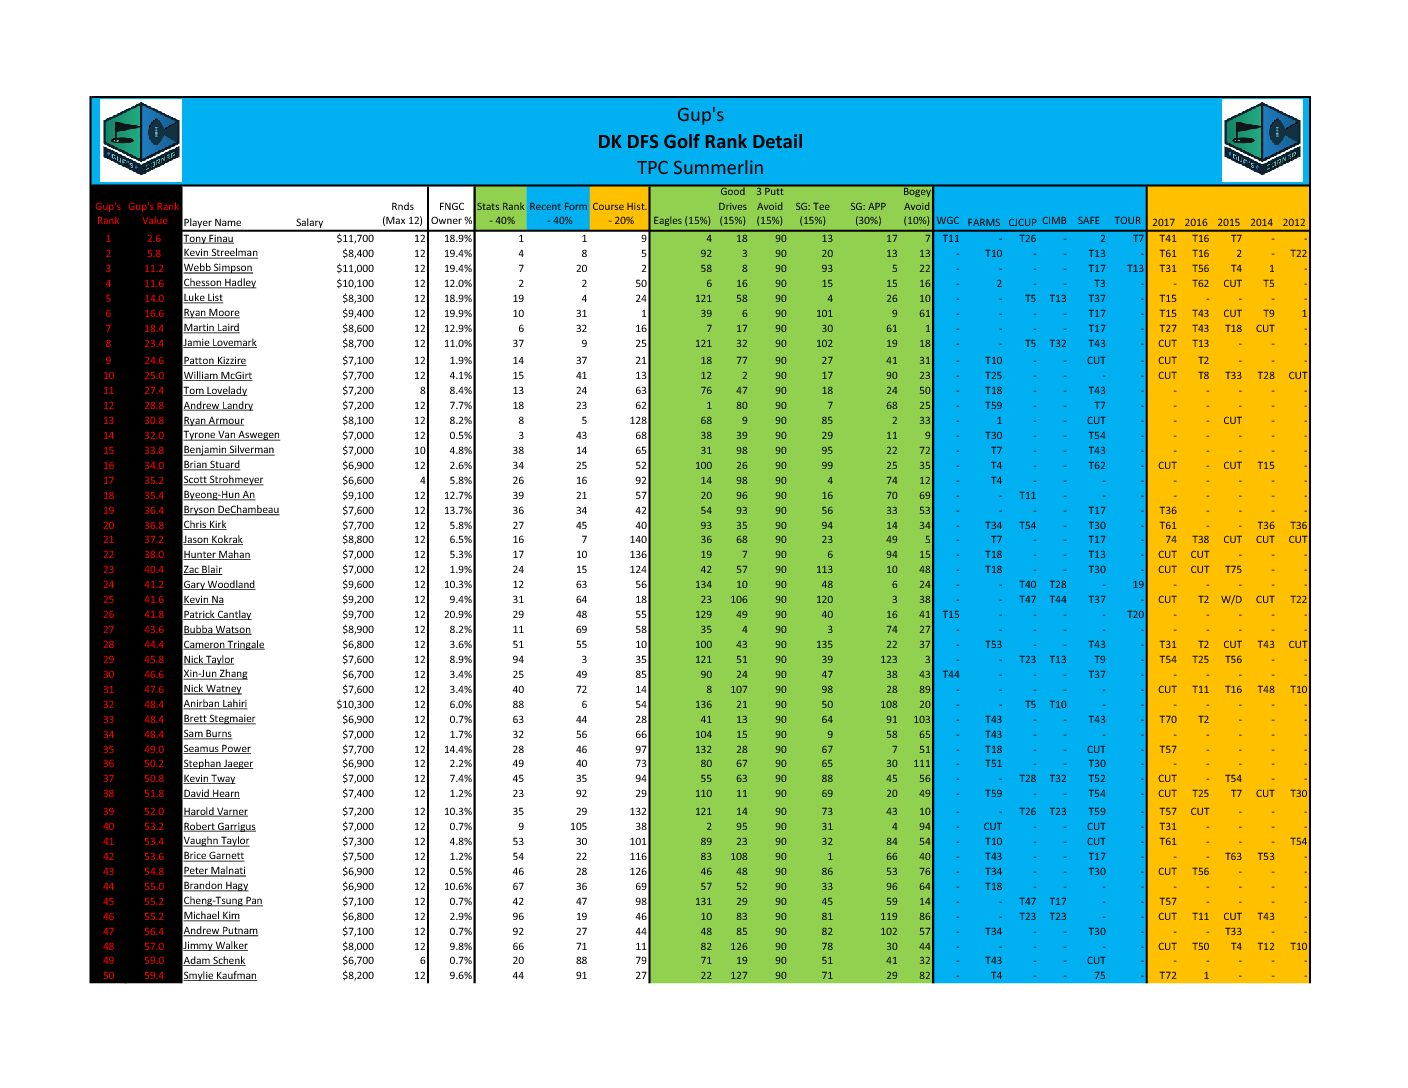 Gup's
DK DFS Golf Rank Detail
TPC Summerlin
GUP'S CORNER
GUP'S CORNER
Gup's Rank Gup's Rank Value Player Name Salary Rnds (Max 12) FNGC Owner % Stats Rank - 40% Recent Form - 40% Course Hist. - 20% Eagles (15%) Good Drives (15%) 3 Putt Avoid (15%) SG: Tee (15%) SG: APP (30%) Bogey Avoid (10%) WGC FARMS CJCUP CIMB SAFE TOUR 2017 2016 2015 2014 2012
1 2.6 Tony Finau $11,700 12 18.9% 1 1 9 4 18 90 13 17 7 T11 - T26 - 2 T7 T41 T16 T7 - -
2 5.8 Kevin Streelman $8,400 12 19.4% 4 8 5 92 3 90 20 13 13 - T10 - - T13 - T61 T16 2 - T22
3 11.2 Webb Simpson $11,000 12 19.4% 7 20 2 58 8 90 93 5 22 - - - - T17 T13 T31 T56 T4 1 -
4 11.6 Chesson Hadley $10,100 12 12.0% 2 2 50 6 16 90 15 15 16 - 2 - - T3 - - T62 CUT T5 -
5 14.0 Luke List $8,300 12 18.9% 19 4 24 121 58 90 4 26 10 - - T5 T13 T37 - T15 - - - -
6 16.6 Ryan Moore $9,400 12 19.9% 10 31 1 39 6 90 101 9 61 - - - - T17 - T15 T43 CUT T9 1
7 18.4 Martin Laird $8,600 12 12.9% 6 32 16 7 17 90 30 61 1 - - - - T17 - T27 T43 T18 CUT -
8 23.4 Jamie Lovemark $8,700 12 11.0% 37 9 25 121 32 90 102 19 18 - - T5 T32 T43 - CUT T13 - - -
9 24.6 Patton Kizzire $7,100 12 1.9% 14 37 21 18 77 90 27 41 31 - T10 - - CUT - CUT T2 - - -
10 25.0 William McGirt $7,700 12 4.1% 15 41 13 12 2 90 17 90 23 - T25 - - - - CUT T8 T33 T28 CUT
11 27.4 Tom Lovelady $7,200 8 8.4% 13 24 63 76 47 90 18 24 50 - T18 - - T43 - - - - - -
12 28.8 Andrew Landry $7,200 12 7.7% 18 23 62 1 80 90 7 68 25 - T59 - - T7 - - - - - -
13 30.8 Ryan Armour $8,100 12 8.2% 8 5 128 68 9 90 85 2 33 - 1 - - CUT - - - CUT - -
14 32.0 Tyrone Van Aswegen $7,000 12 0.5% 3 43 68 38 39 90 29 11 9 - T30 - - T54 - - - - - -
15 33.8 Benjamin Silverman $7,000 10 4.8% 38 14 65 31 98 90 95 22 72 - T7 - - T43 - - - - - -
16 34.0 Brian Stuard $6,900 12 2.6% 34 25 52 100 26 90 99 25 35 - T4 - - T62 - CUT - CUT T15 -
17 35.2 Scott Strohmeyer $6,600 4 5.8% 26 16 92 14 98 90 4 74 12 - T4 - - - - - - - - -
18 35.4 Byeong-Hun An $9,100 12 12.7% 39 21 57 20 96 90 16 70 69 - - T11 - - - - - - - -
19 36.4 Bryson DeChambeau $7,600 12 13.7% 36 34 42 54 93 90 56 33 53 - - - - T17 - T36 - - - -
20 36.8 Chris Kirk $7,700 12 5.8% 27 45 40 93 35 90 94 14 34 - T34 T54 - T30 - T61 - - T36 T36
21 37.2 Jason Kokrak $8,800 12 6.5% 16 7 140 36 68 90 23 49 5 - T7 - - T17 - 74 T38 CUT CUT CUT
22 38.0 Hunter Mahan $7,000 12 5.3% 17 10 136 19 7 90 6 94 15 - T18 - - T13 - CUT CUT - - -
23 40.4 Zac Blair $7,000 12 1.9% 24 15 124 42 57 90 113 10 48 - T18 - - T30 - CUT CUT T75 - -
24 41.2 Gary Woodland $9,600 12 10.3% 12 63 56 134 10 90 48 6 24 - - T40 T28 - 19 - - - - -
25 41.6 Kevin Na $9,200 12 9.4% 31 64 18 23 106 90 120 3 38 - - T47 T44 T37 - CUT T2 W/D CUT T22
26 41.8 Patrick Cantlay $9,700 12 20.9% 29 48 55 129 49 90 40 16 41 T15 - - - - T20 - - - - -
27 43.6 Bubba Watson $8,900 12 8.2% 11 69 58 35 4 90 3 74 27 - - - - - - - - - - -
28 44.4 Cameron Tringale $6,800 12 3.6% 51 55 10 100 43 90 135 22 37 - T53 - - T43 - T31 T2 CUT T43 CUT
29 45.8 Nick Taylor $7,600 12 8.9% 94 3 35 121 51 90 39 123 3 - - T23 T13 T9 - T54 T25 T56 - -
30 46.6 Xin-Jun Zhang $6,700 12 3.4% 25 49 85 90 24 90 47 38 43 T44 - - - T37 - - - - - -
31 47.6 Nick Watney $7,600 12 3.4% 40 72 14 8 107 90 98 28 89 - - - - - - CUT T11 T16 T48 T10
32 48.4 Anirban Lahiri $10,300 12 6.0% 88 6 54 136 21 90 50 108 20 - - T5 T10 - - - - - - -
33 48.4 Brett Stegmaier $6,900 12 0.7% 63 44 28 41 13 90 64 91 103 - T43 - - T43 - T70 T2 - - -
34 48.4 Sam Burns $7,000 12 1.7% 32 56 66 104 15 90 9 58 65 - T43 - - - - - - - - -
35 49.0 Seamus Power $7,700 12 14.4% 28 46 97 132 28 90 67 7 51 - T18 - - CUT - T57 - - - -
36 50.2 Stephan Jaeger $6,900 12 2.2% 49 40 73 80 67 90 65 30 111 - T51 - - T30 - - - - - -
37 50.8 Kevin Tway $7,000 12 7.4% 45 35 94 55 63 90 88 45 56 - - T28 T32 T52 - CUT - T54 - -
38 51.8 David Hearn $7,400 12 1.2% 23 92 29 110 11 90 69 20 49 - T59 - - T54 - CUT T25 T7 CUT T30
39 52.0 Harold Varner $7,200 12 10.3% 35 29 132 121 14 90 73 43 10 - - T26 T23 T59 - T57 CUT - - -
40 53.2 Robert Garrigus $7,000 12 0.7% 9 105 38 2 95 90 31 4 94 - CUT - - CUT - T31 - - - -
41 53.4 Vaughn Taylor $7,300 12 4.8% 53 30 101 89 23 90 32 84 54 - T10 - - CUT - T61 - - - T54
42 53.6 Brice Garnett $7,500 12 1.2% 54 22 116 83 108 90 1 66 40 - T43 - - T17 - - - T63 T53 -
43 54.8 Peter Malnati $6,900 12 0.5% 46 28 126 46 48 90 86 53 76 - T34 - - T30 - CUT T56 - - -
44 55.0 Brandon Hagy $6,900 12 10.6% 67 36 69 57 52 90 33 96 64 - T18 - - - - - - - - -
45 55.2 Cheng-Tsung Pan $7,100 12 0.7% 42 47 98 131 29 90 45 59 14 - - T47 T17 - - T57 - - - -
46 55.2 Michael Kim $6,800 12 2.9% 96 19 46 10 83 90 81 119 86 - - T23 T23 - - CUT T11 CUT T43 -
47 56.4 Andrew Putnam $7,100 12 0.7% 92 27 44 48 85 90 82 102 57 - T34 - - T30 - - - T33 - -
48 57.0 Jimmy Walker $8,000 12 9.8% 66 71 11 82 126 90 78 30 44 - - - - - - CUT T50 T4 T12 T10
49 59.0 Adam Schenk $6,700 6 0.7% 20 88 79 71 19 90 51 41 32 - T43 - - CUT - - - - - -
50 59.4 Smylie Kaufman $8,200 12 9.6% 44 91 27 22 127 90 71 29 82 - T4 - - 75 - T72 1 - - -